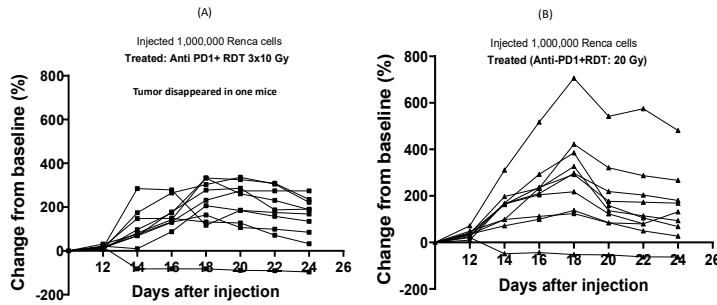 (A)
Injected 1,000,000 Renca cells
Treated: Anti PD1+ RDT 3x10 Gy
Tumor disappeared in one mice
Change from baseline (%)
800
600
400
200
0
-200
12
14
16
18
20
22
24
26
Days after injection
(B)
Injected 1,000,000 Renca cells
Treated (Anti-PD1+RDT: 20 Gy)
Change from baseline (%)
800
600
400
200
0
-200
12
14
16
18
20
22
24
26
Days after injection